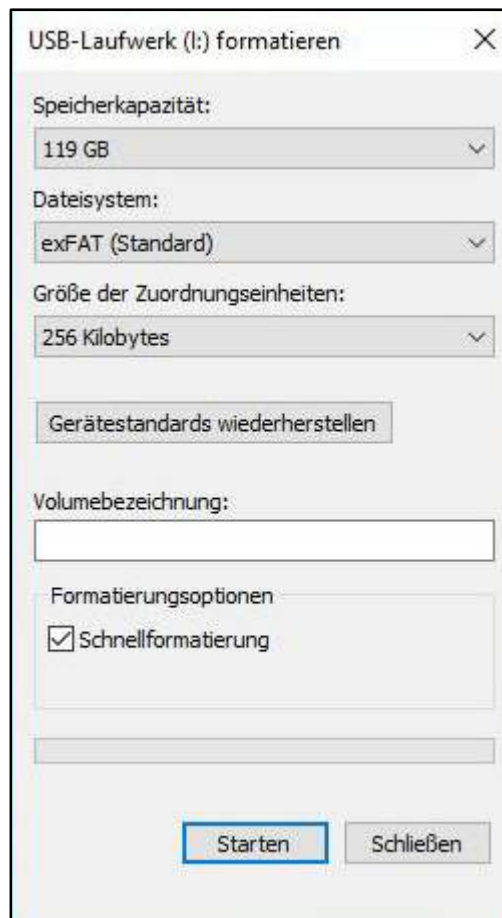 USB-Laufwerk (I:) formatieren
Speicherkapazität:
119 GB
Dateisystem:
exFAT (Standard)
Größe der Zuordnungseinheiten:
256 Kilobytes
Gerätestandards wiederherstellen
Volumebezeichnung:
Formatierungsoptionen
Schnellformatierung
Starten
Schließen